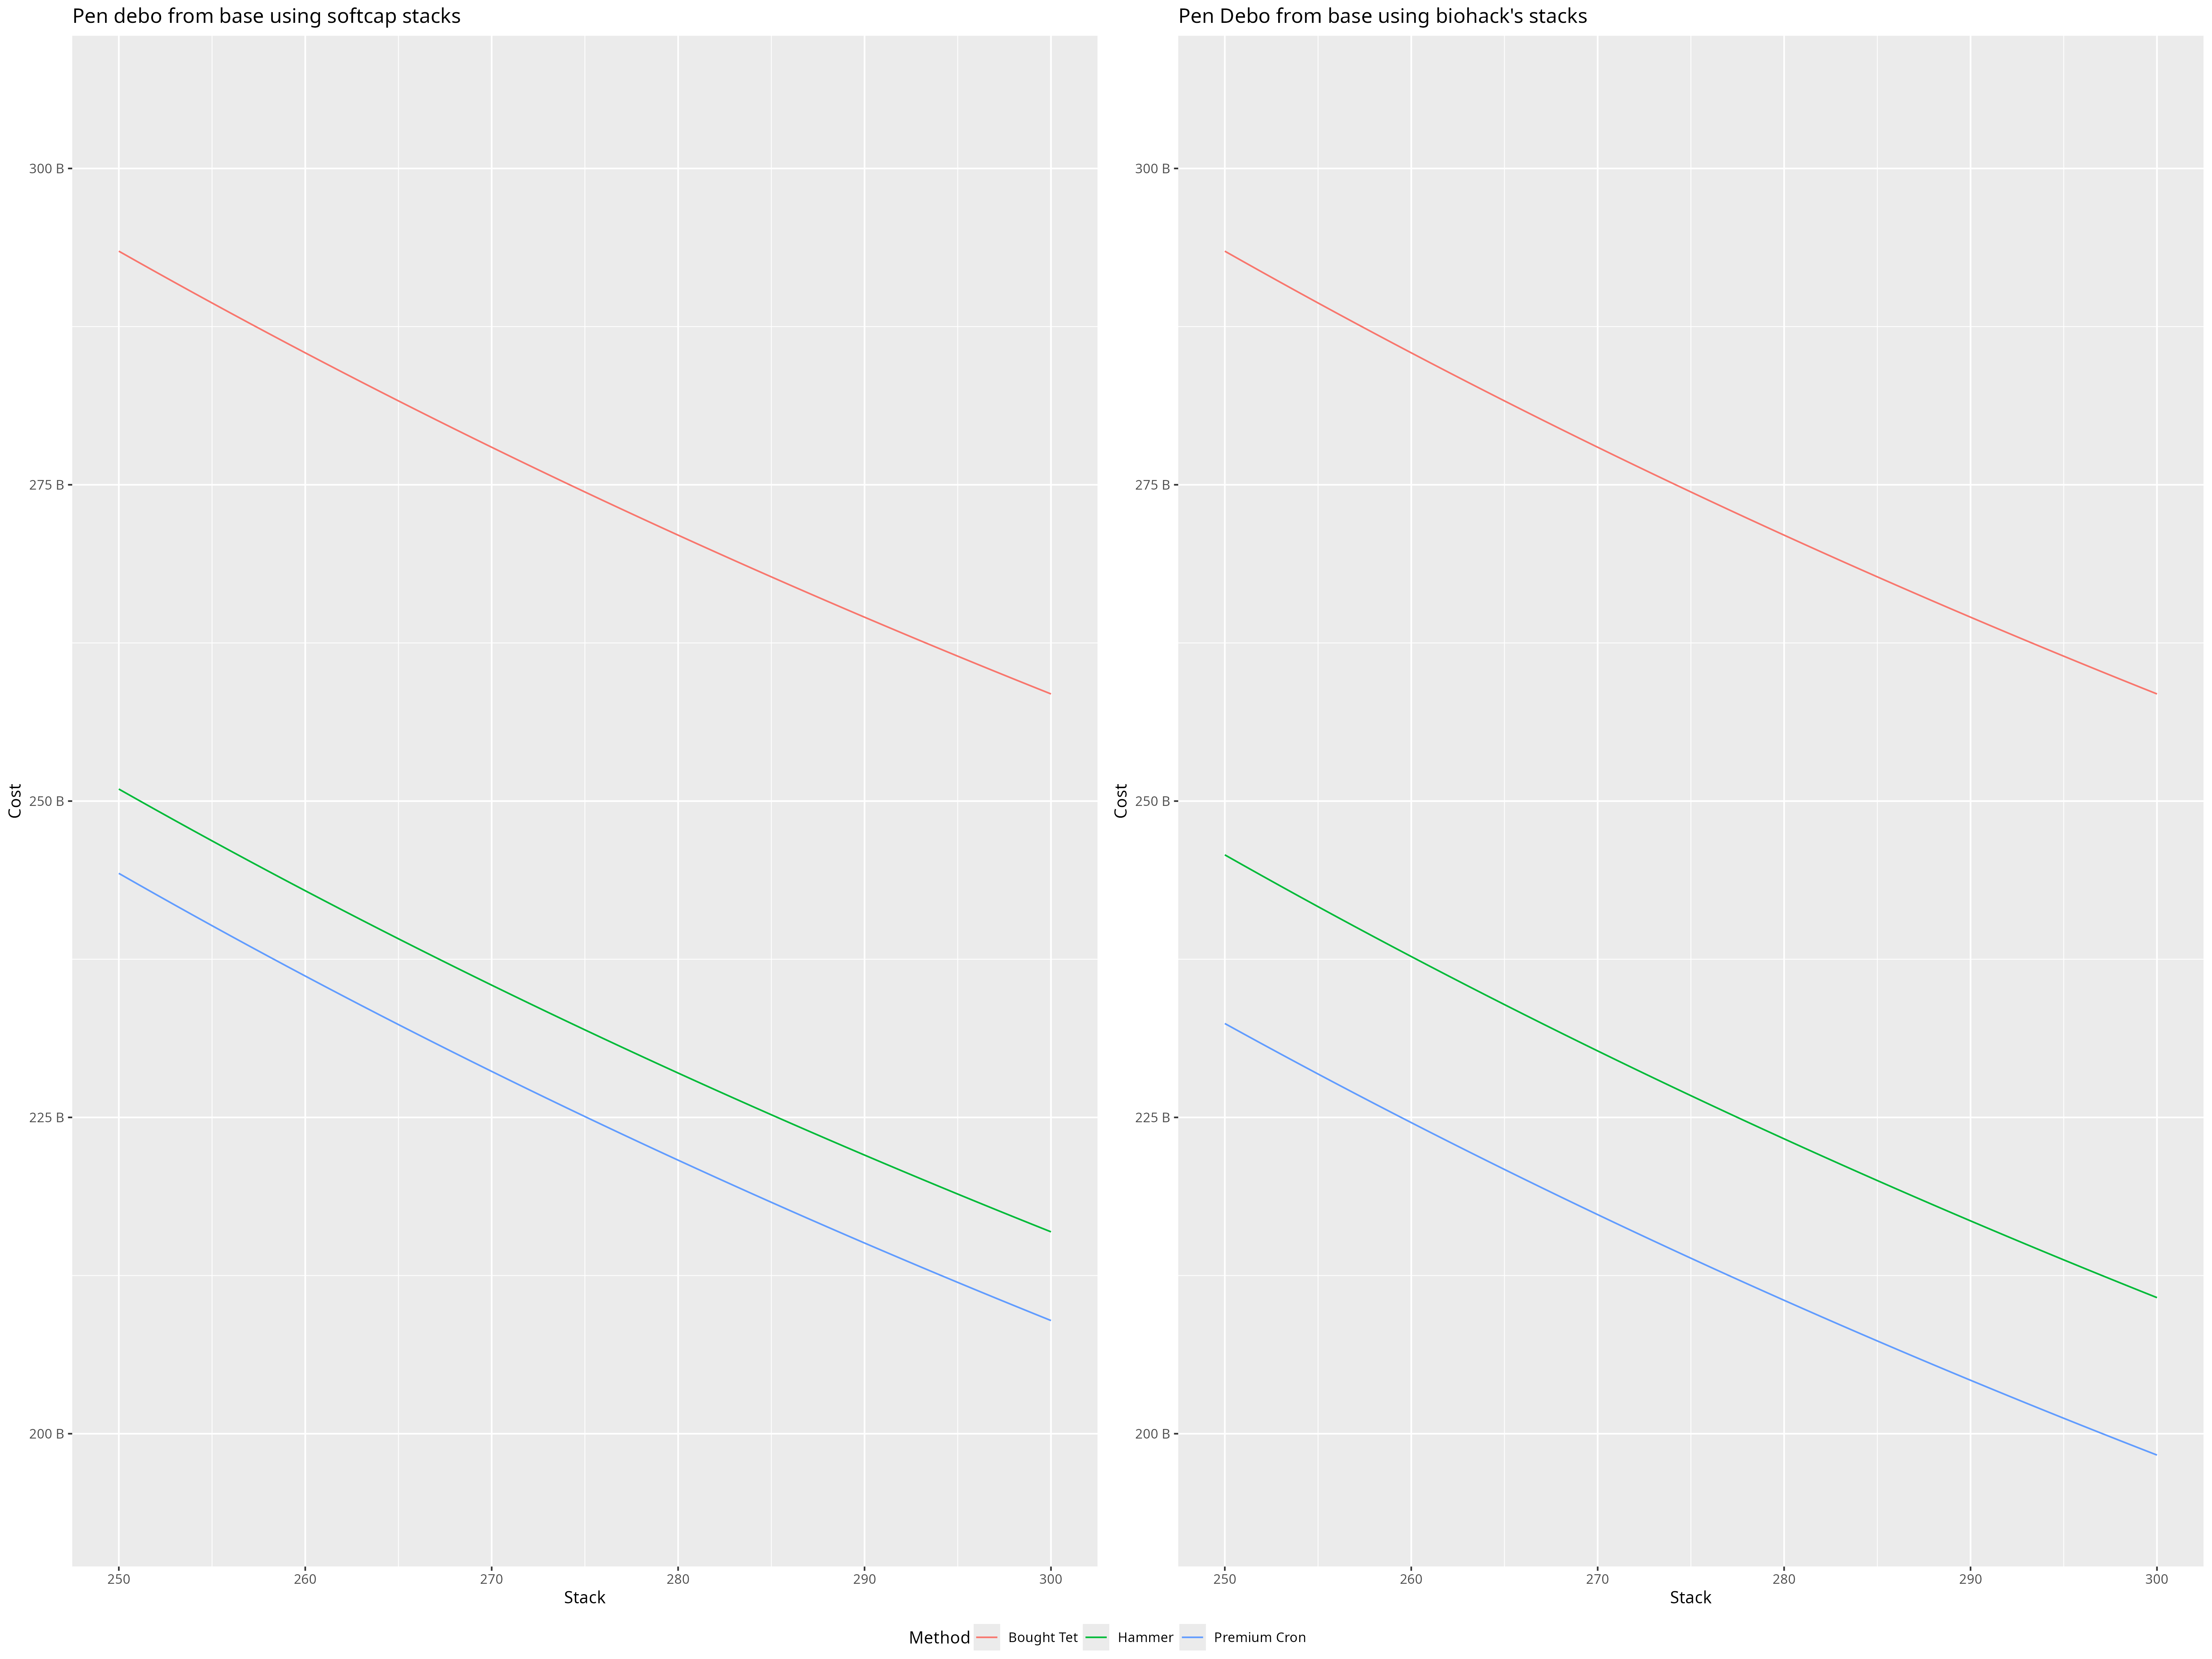 Pen debo from base using softcap stacks
300 B
275 B
250 B
225 B
200 B
Cost
250 260 270 280 290 300
Stack
Pen Debo from base using biohack's stacks
300 B
275 B
250 B
225 B
200 B
Cost
250 260 270 280 290 300
Stack
Method Bought Tet Hammer Premium Cron